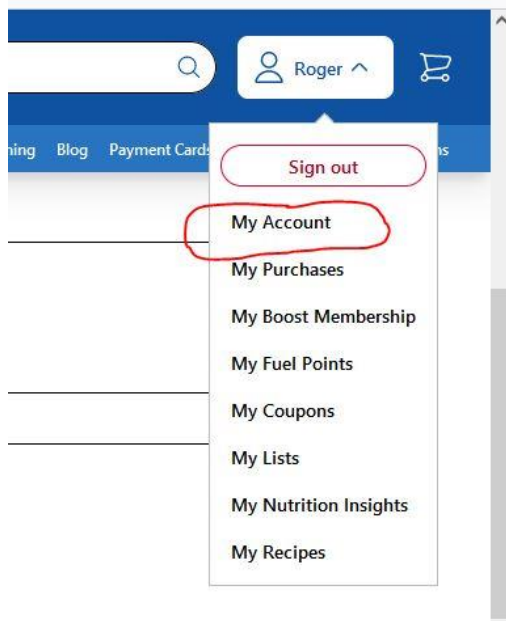 Roger
ning Blog Payment Cards ns
Sign out
My Account
My Purchases
My Boost Membership
My Fuel Points
My Coupons
My Lists
My Nutrition Insights
My Recipes